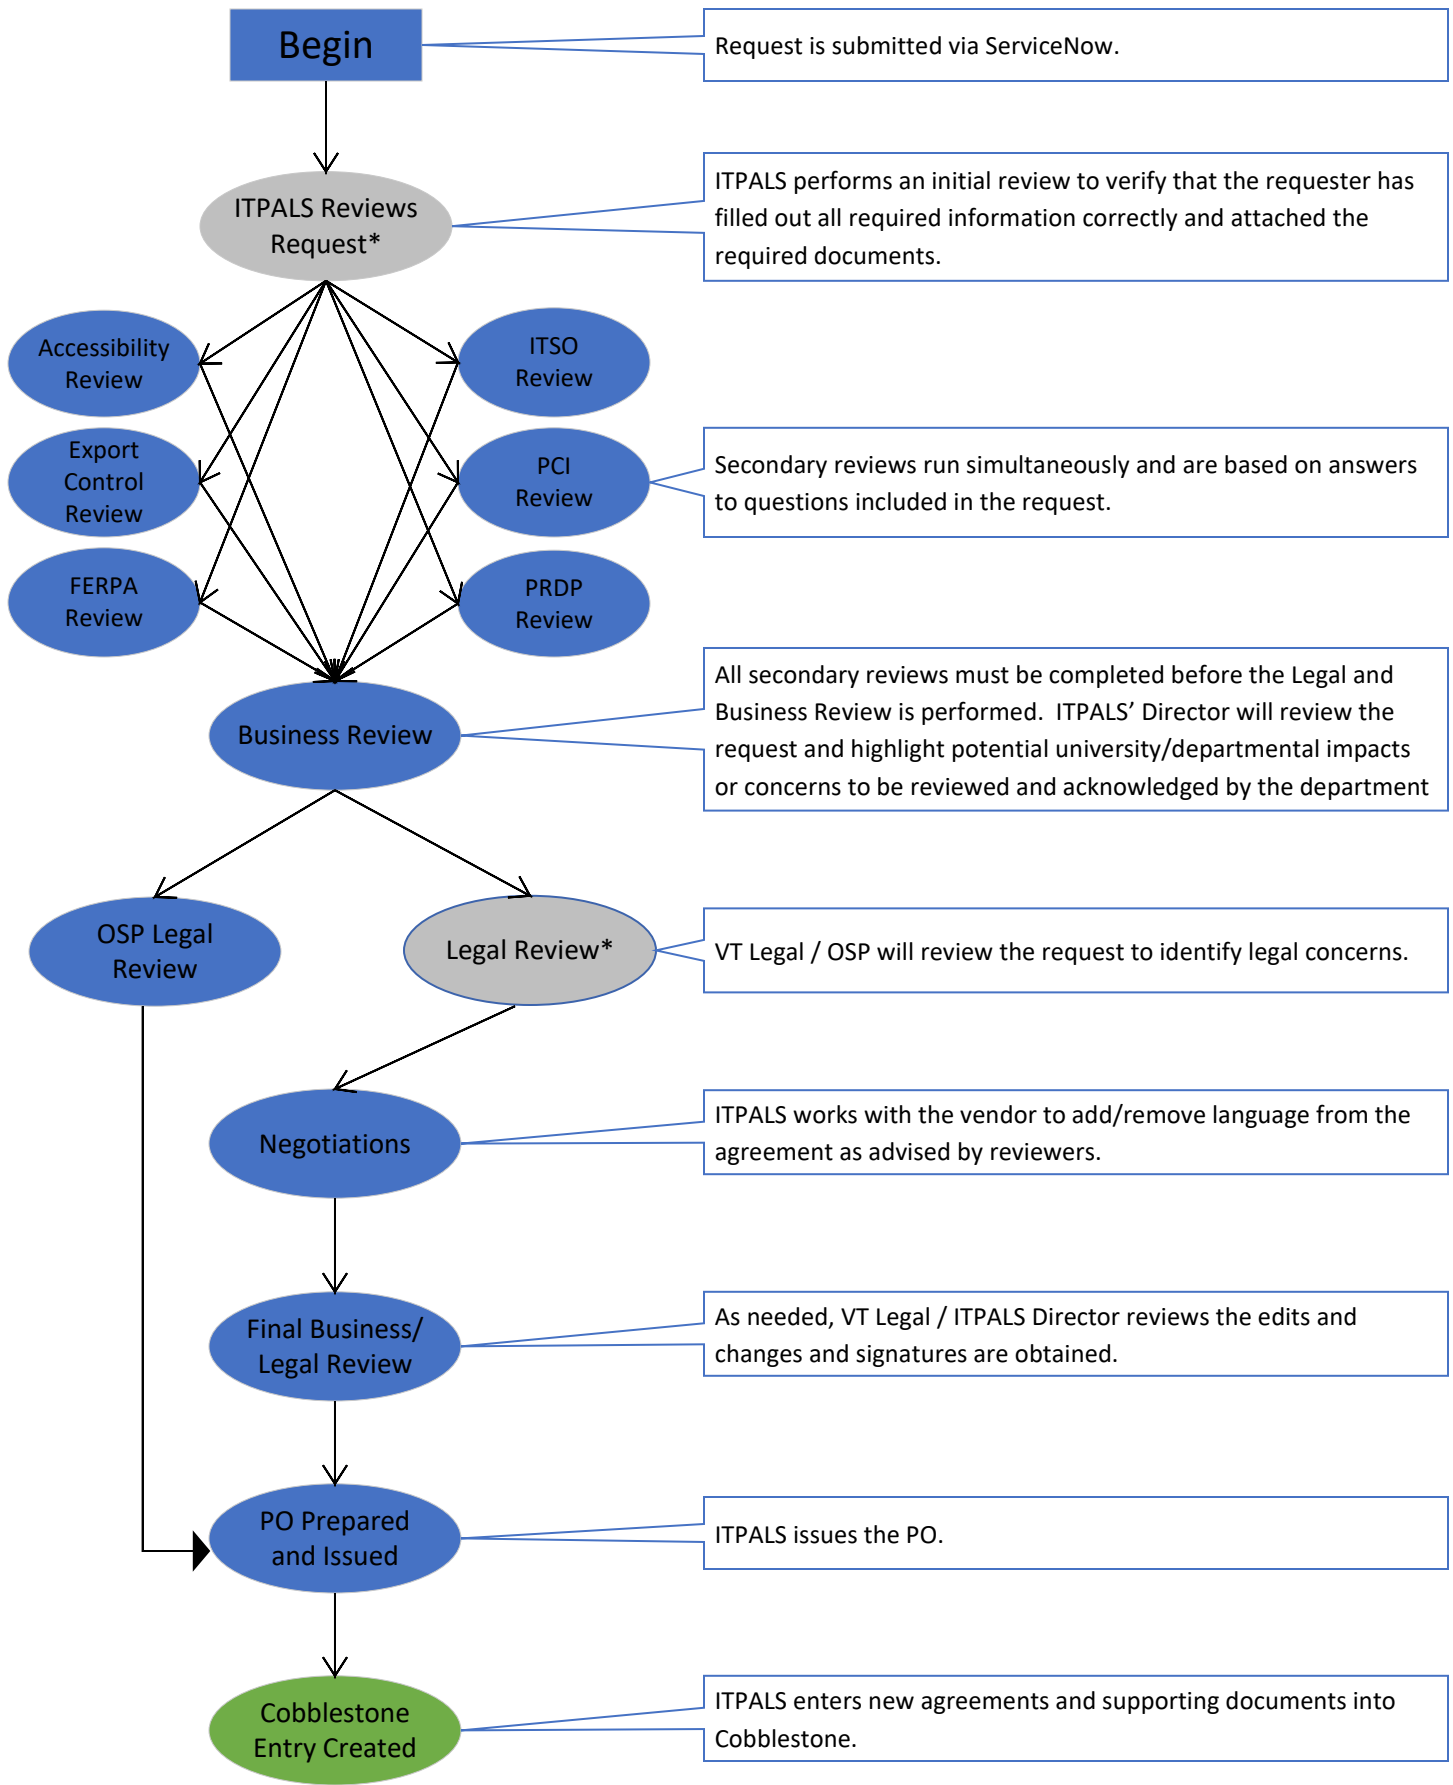 Begin
Request is submitted via ServiceNow.
ITPALS Reviews
Request*
ITPALS performs an initial review to verify that the requester has
filled out all required information correctly and attached the
required documents.
Accessibility
Review
ITSO
Review
Export
Control
Review
PCI
Review
Secondary reviews run simultaneously and are based on answers
to questions included in the request.
FERPA
Review
PRDP
Review
Business Review
All secondary reviews must be completed before the Legal and
Business Review is performed.  ITPALS’ Director will review the
request and highlight potential university/departmental impacts
or concerns to be reviewed and acknowledged by the department
OSP Legal
Review
Legal Review*
VT Legal / OSP will review the request to identify legal concerns.
Negotiations
ITPALS works with the vendor to add/remove language from the
agreement as advised by reviewers.
Final Business/
Legal Review
As needed, VT Legal / ITPALS Director reviews the edits and
changes and signatures are obtained.
PO Prepared
and Issued
ITPALS issues the PO.
Cobblestone
Entry Created
ITPALS enters new agreements and supporting documents into
Cobblestone.